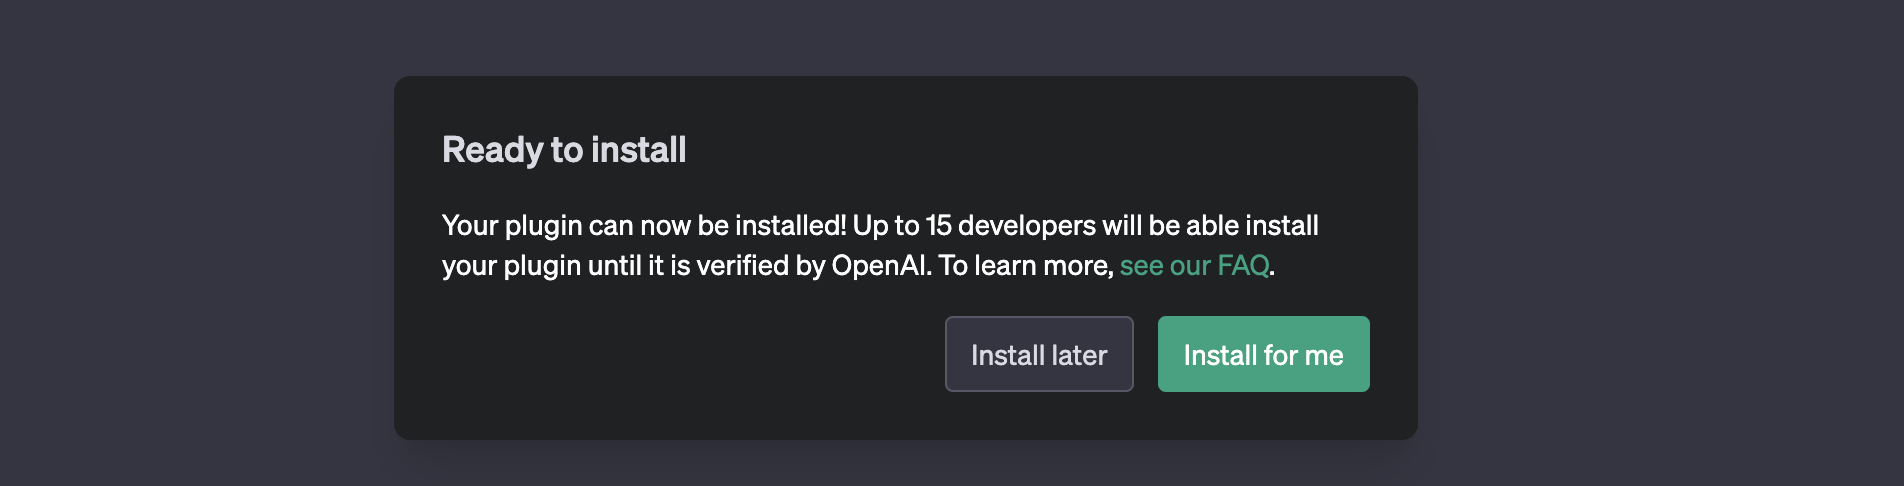 Ready to install
Your plugin can now be installed! Up to 15 developers will be able install
your plugin until it is verified by OpenAI. To learn more, see our FAQ.
Install later
Install for me